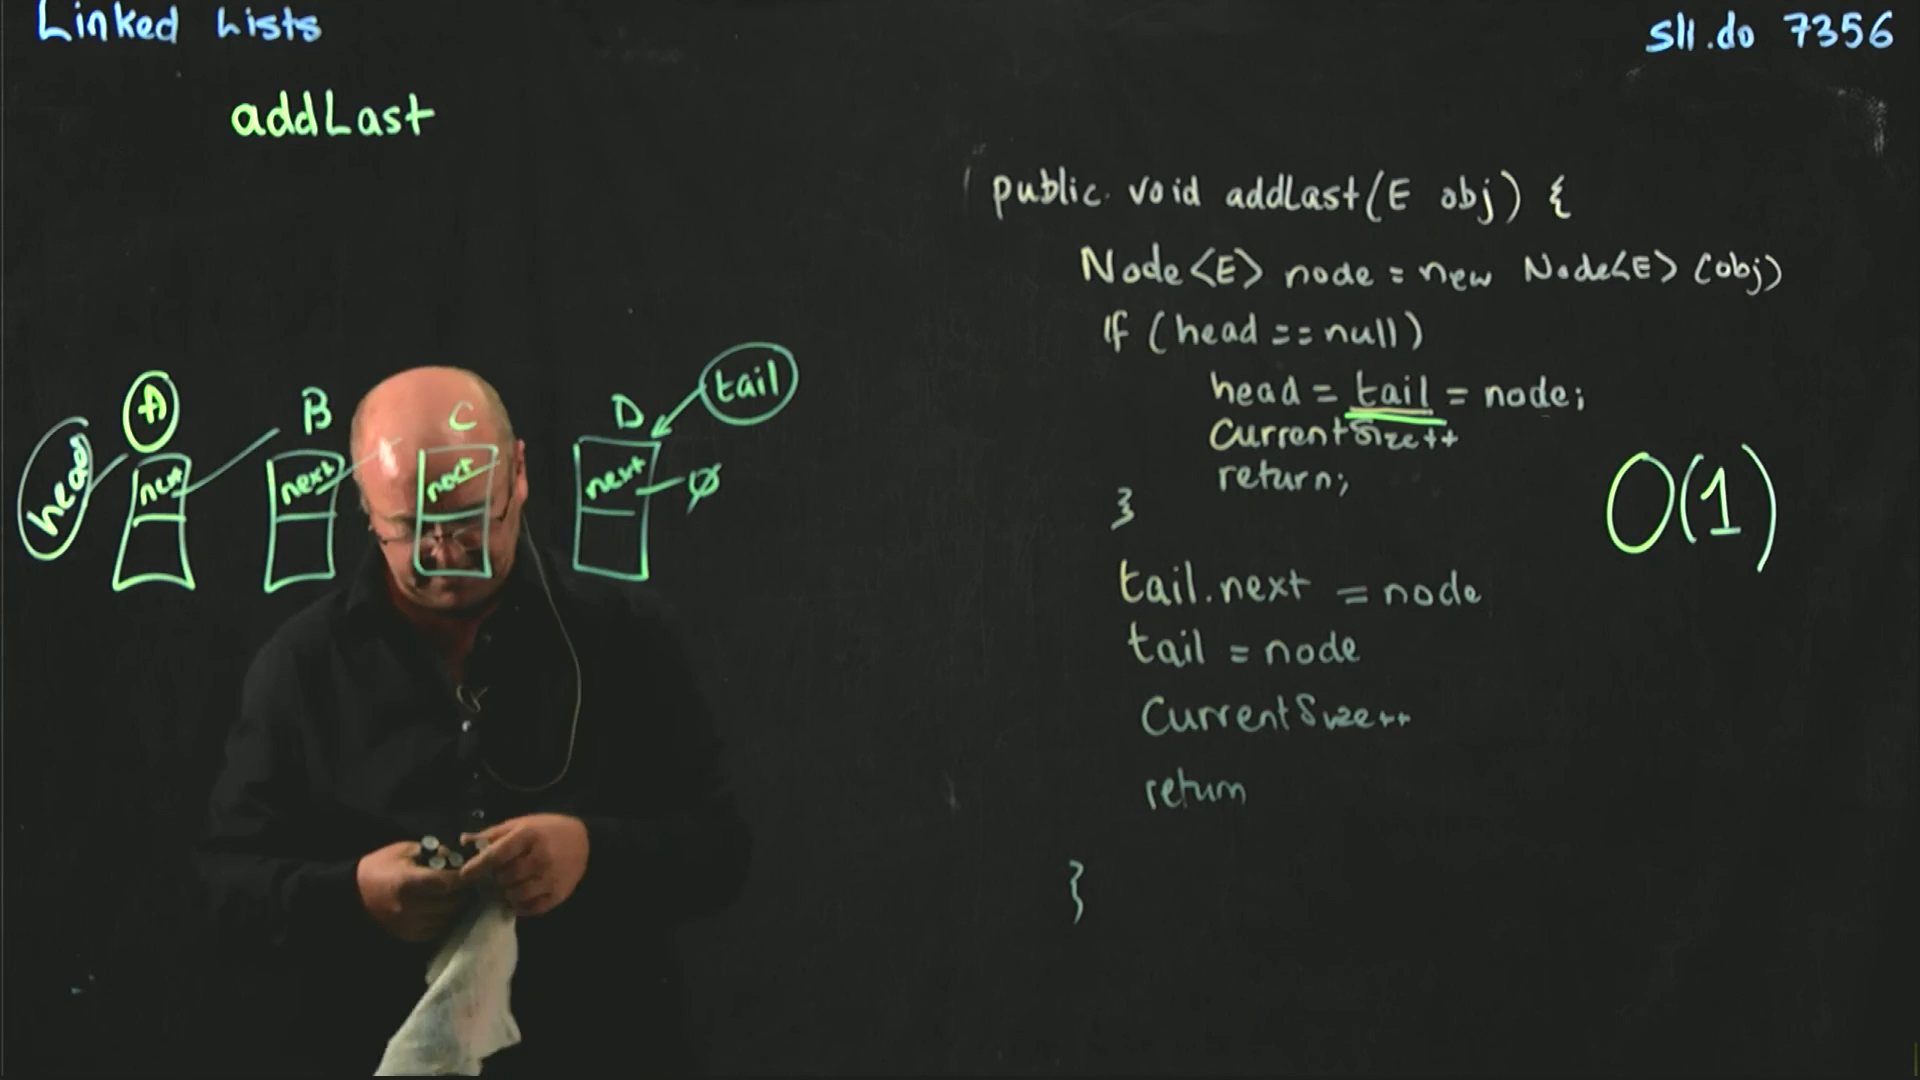 Linked Lists
sli.do 7356
addLast
head
A
next
B
next
C
next
D
next
Ø
tail
public void addLast(E obj) {
Node<E> node = new Node<E> (obj)
If (head == null)
head = tail = node;
CurrentSize++
return;
}
tail.next = node
tail = node
CurrentSize++
return
}
O(1)